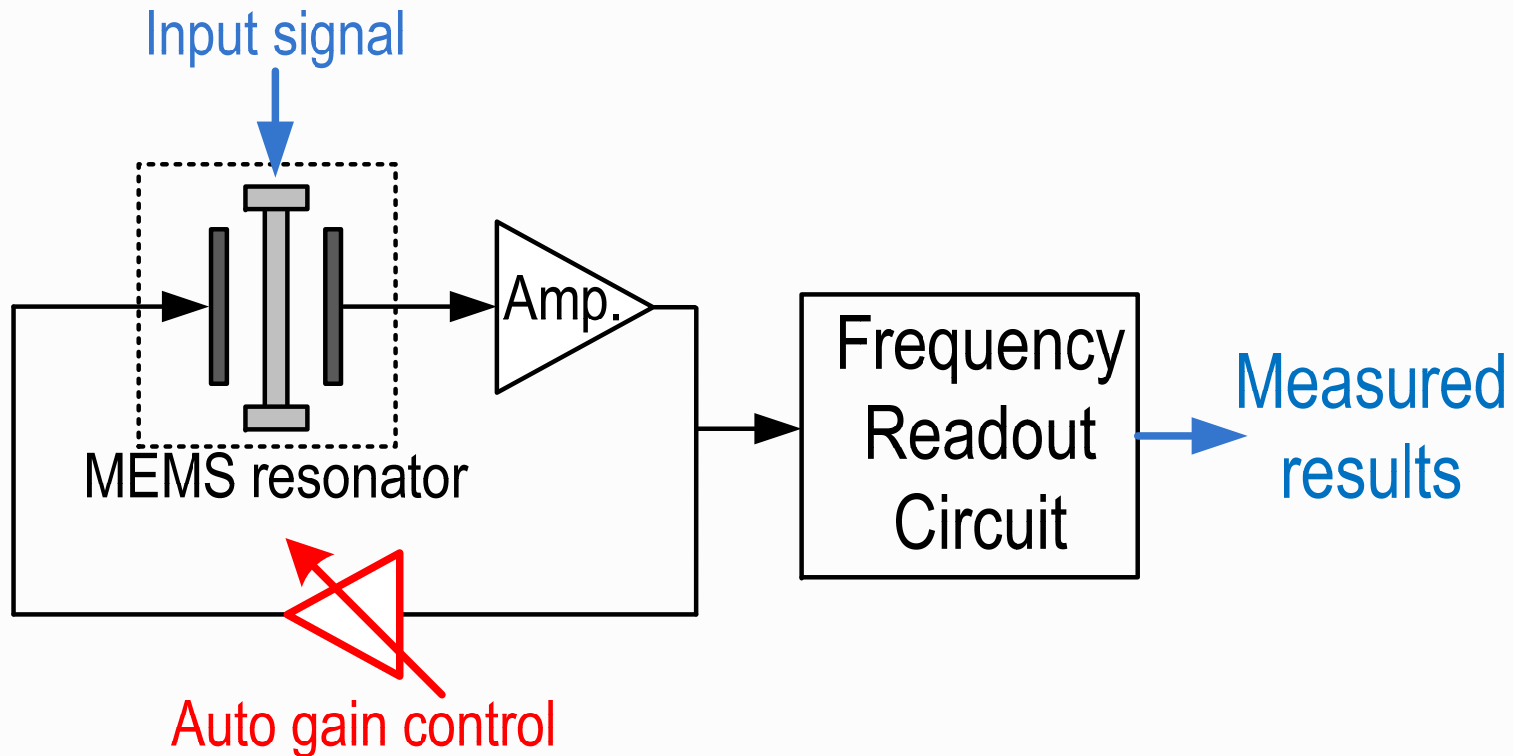 Input signal
Amp.
MEMS resonator
Frequency
Readout
Circuit
Measured
results
Auto gain control